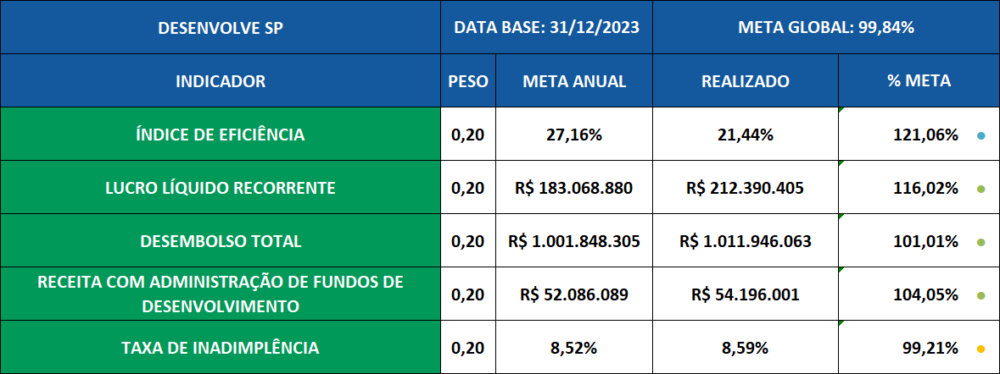 DESENVOLVE SP DATA BASE: 31/12/2023 META GLOBAL: 99,84%
INDICADOR PESO META ANUAL REALIZADO % META
ÍNDICE DE EFICIÊNCIA 0,20 27,16% 21,44% 121,06%
LUCRO LÍQUIDO RECORRENTE 0,20 R$ 183.068.880 R$ 212.390.405 116,02%
DESEMBOLSO TOTAL 0,20 R$ 1.001.848.305 R$ 1.011.946.063 101,01%
RECEITA COM ADMINISTRAÇÃO DE FUNDOS DE
DESENVOLVIMENTO 0,20 R$ 52.086.089 R$ 54.196.001 104,05%
TAXA DE INADIMPLÊNCIA 0,20 8,52% 8,59% 99,21%